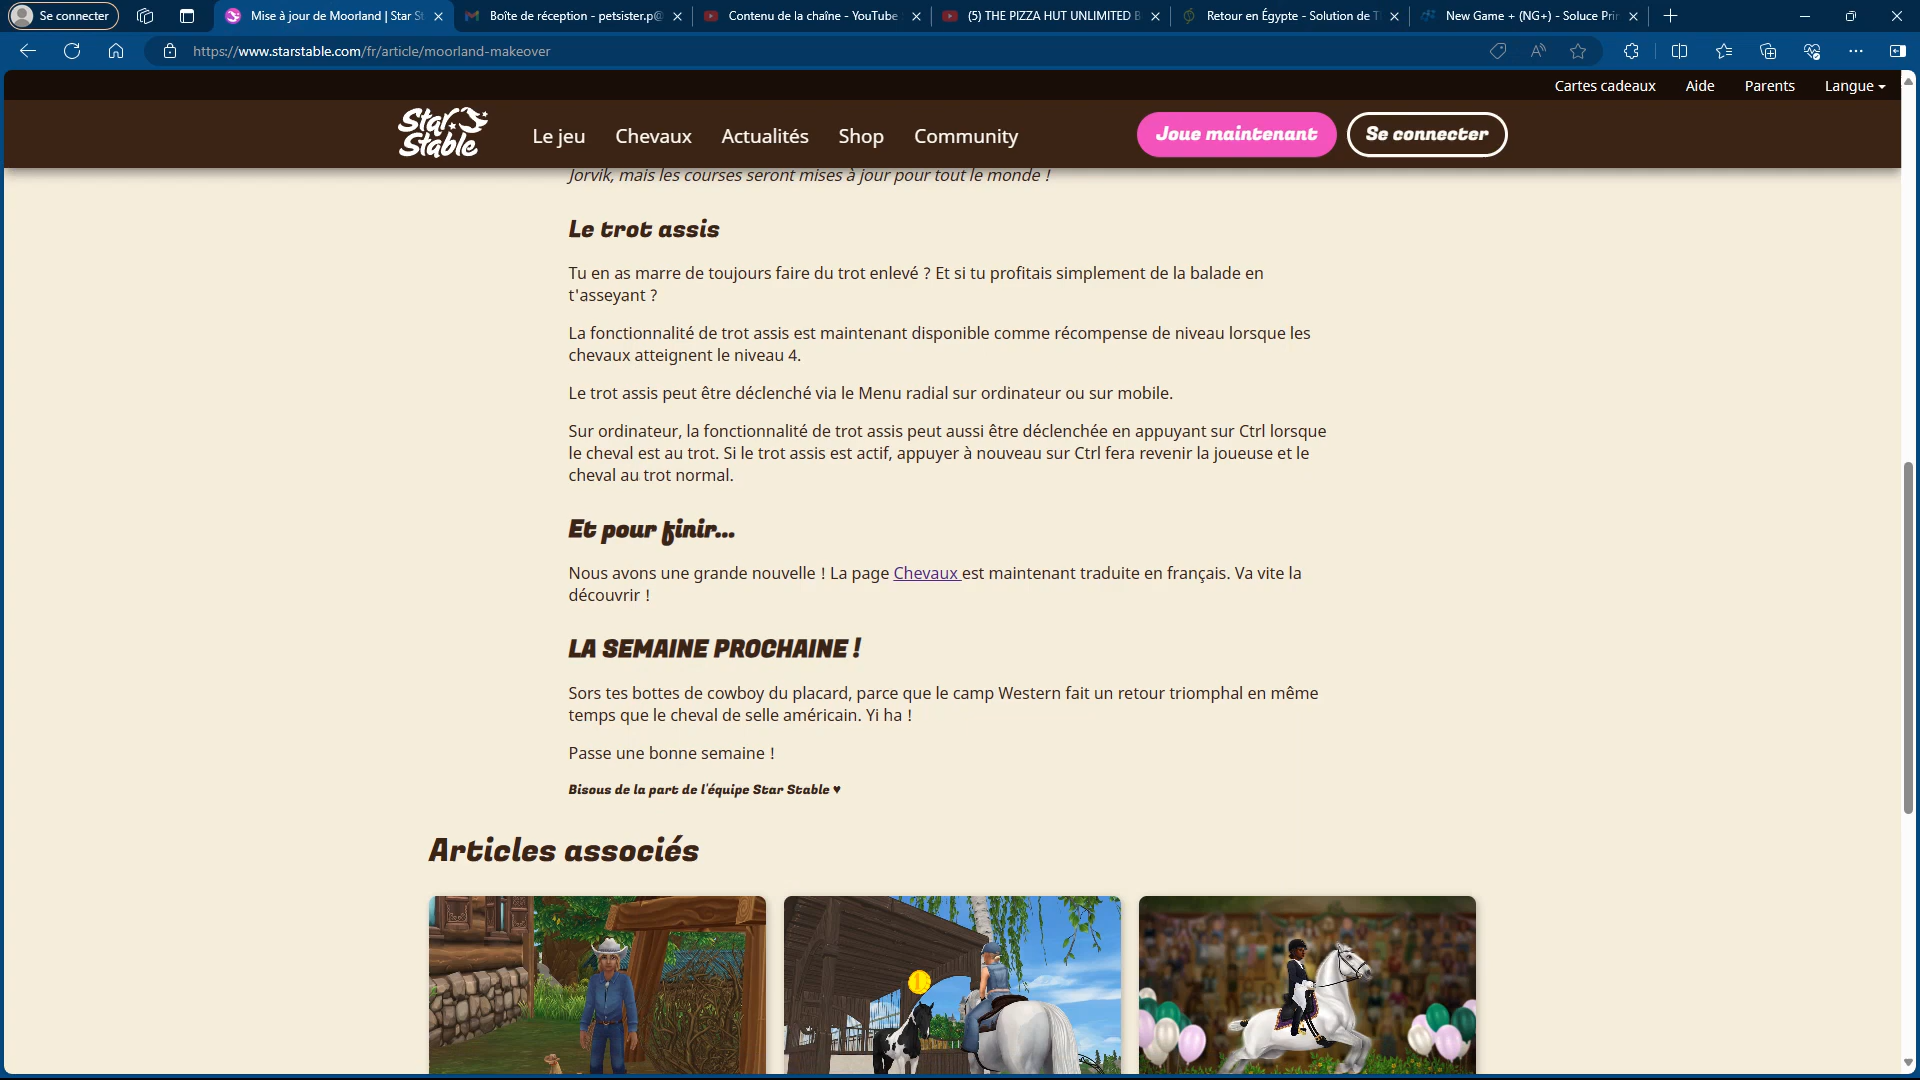 Se connecter
Mise à jour de Moorland | Star St
Boîte de réception - petsister.p@
Contenu de la chaîne - YouTube
(5) THE PIZZA HUT UNLIMITED B
Retour en Égypte - Solution de T
New Game + (NG+) - Soluce Prin
https://www.starstable.com/fr/article/moorland-makeover
Cartes cadeaux
Aide
Parents
Langue
Star Stable
Le jeu
Chevaux
Actualités
Shop
Community
Joue maintenant
Se connecter
Jorvik, mais les courses seront mises à jour pour tout le monde !
Le trot assis
Tu en as marre de toujours faire du trot enlevé ? Et si tu profitais simplement de la balade en
t'asseyant ?
La fonctionnalité de trot assis est maintenant disponible comme récompense de niveau lorsque les
chevaux atteignent le niveau 4.
Le trot assis peut être déclenché via le Menu radial sur ordinateur ou sur mobile.
Sur ordinateur, la fonctionnalité de trot assis peut aussi être déclenchée en appuyant sur Ctrl lorsque
le cheval est au trot. Si le trot assis est actif, appuyer à nouveau sur Ctrl fera revenir la joueuse et le
cheval au trot normal.
Et pour finir...
Nous avons une grande nouvelle ! La page Chevaux est maintenant traduite en français. Va vite la
découvrir !
LA SEMAINE PROCHAINE !
Sors tes bottes de cowboy du placard, parce que le camp Western fait un retour triomphal en même
temps que le cheval de selle américain. Yi ha !
Passe une bonne semaine !
Bisous de la part de l'équipe Star Stable ♥
Articles associés